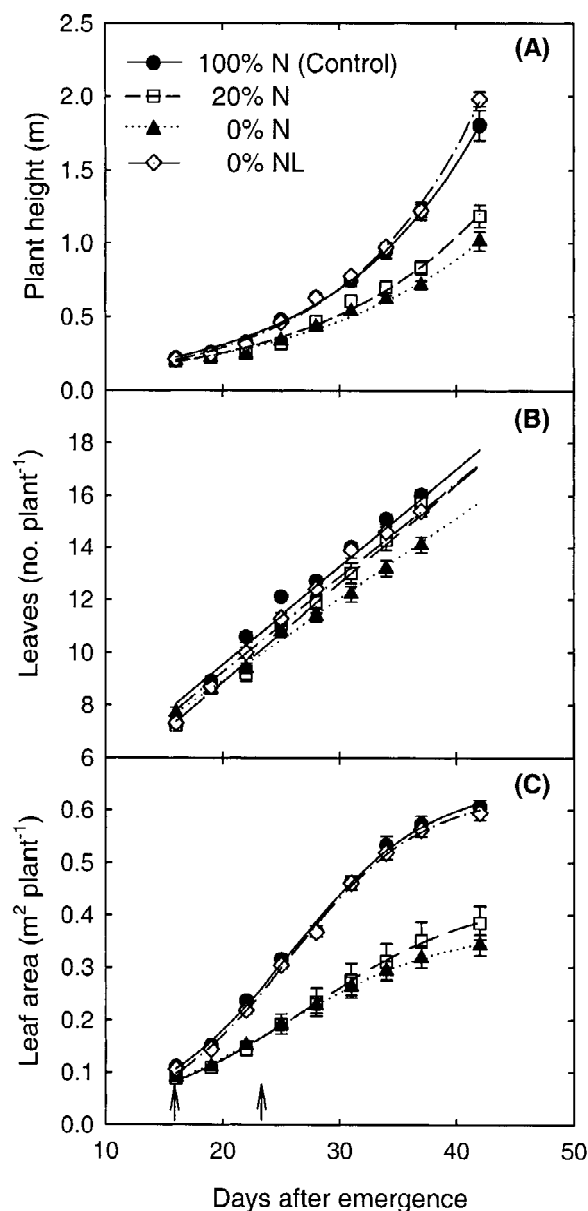 (A)
100% N (Control)
20% N
0% N
0% NL
Plant height (m)
2.5
2.0
1.5
1.0
0.5
0.0
(B)
Leaves (no. plant⁻¹)
18
16
14
12
10
8
6
(C)
Leaf area (m² plant⁻¹)
0.6
0.5
0.4
0.3
0.2
0.1
0.0
10 20 30 40 50
Days after emergence